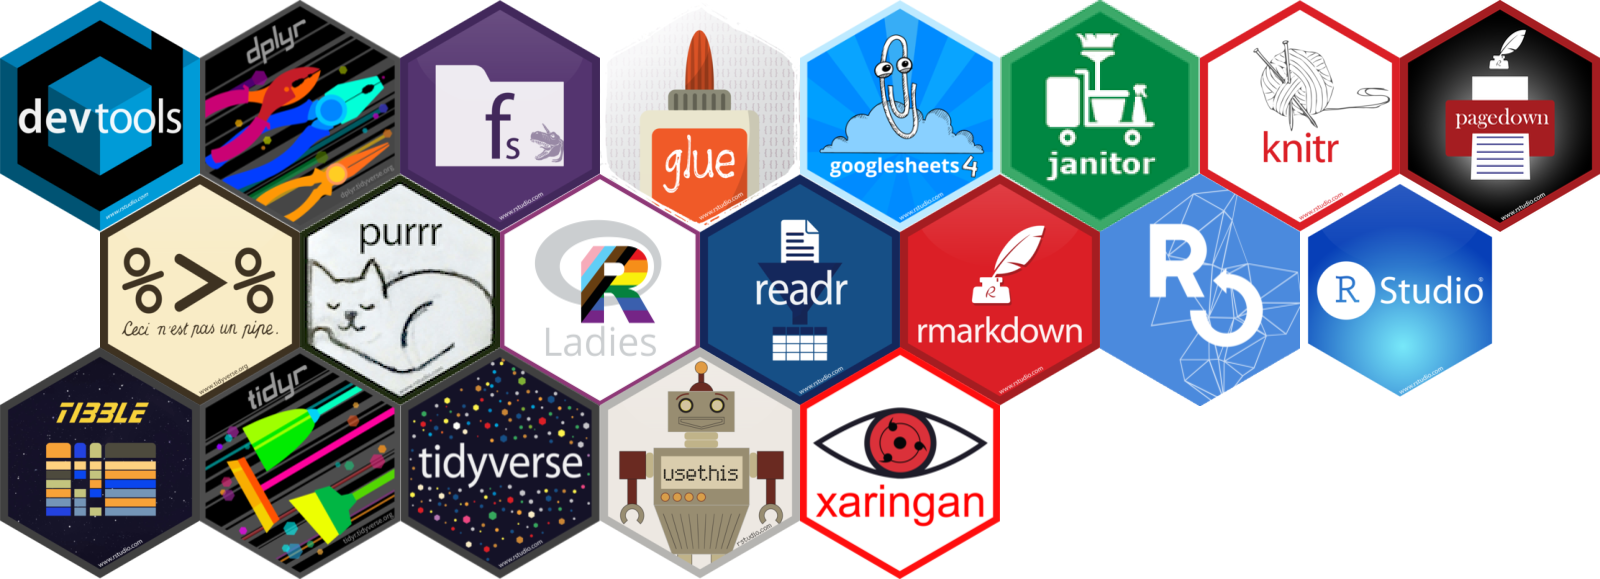 devtools
www.rstudio.com
dplyr
dplyr.tidyverse.org
fs
www.rstudio.com
glue
www.rstudio.com
googlesheets 4
www.rstudio.com
janitor
knitr
www.rstudio.com
R
pagedown
www.rstudio.com
%>%
Ceci n'est pas un pipe.
www.tidyverse.org
purrr
R
Ladies
readr
www.rstudio.com
R
rmarkdown
www.rstudio.com
R
R Studio®
www.rstudio.com
TIBBLE
www.rstudio.com
tidyr
tidyr.tidyverse.org
tidyverse
www.rstudio.com
usethis
rstudio.com
xaringan